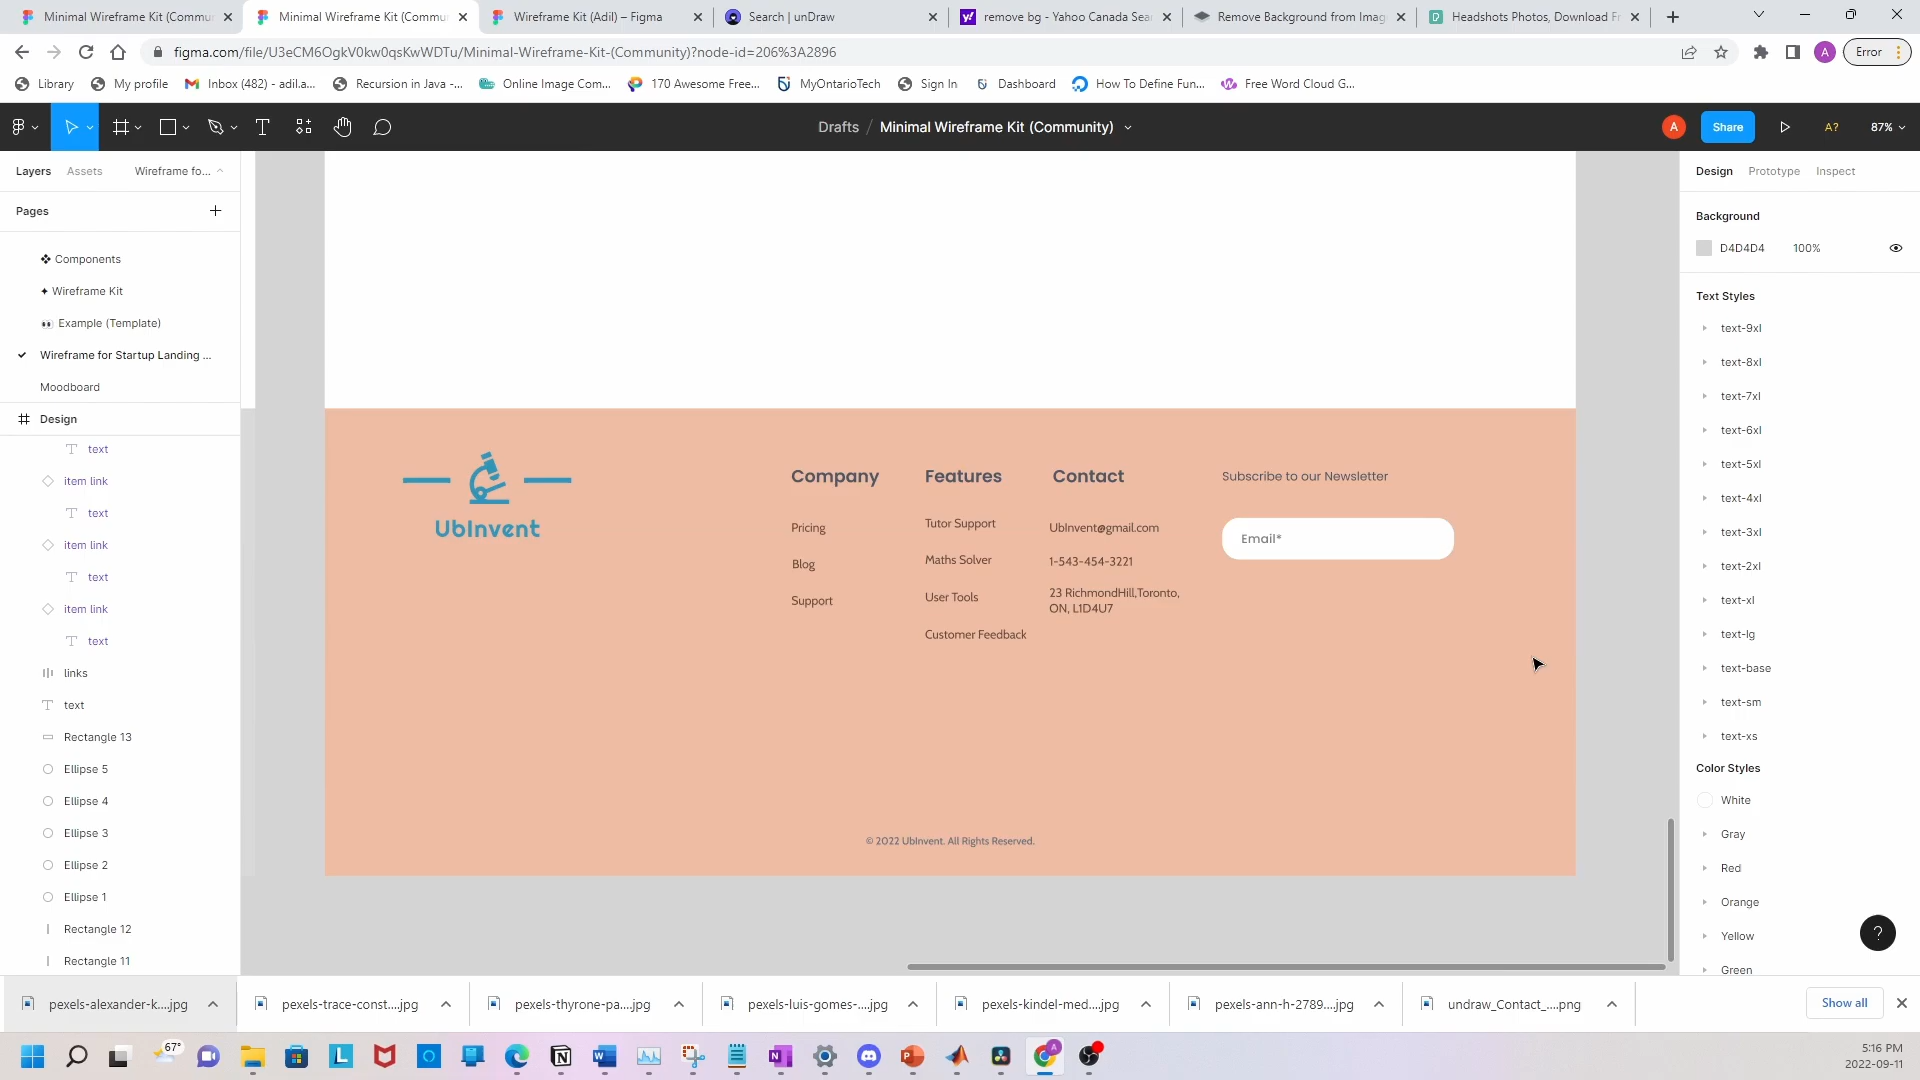 Minimal Wireframe Kit (Commur
Minimal Wireframe Kit (Commu
Wireframe Kit (Adil) – Figma
Search | unDraw
remove bg - Yahoo Canada Sea
Remove Background from Imag
Headshots Photos, Download Fr
figma.com/file/U3eCM6OgkV0kw0qsKwWDTu/Minimal-Wireframe-Kit-(Community)?node-id=206%3A2896
A
Error
Library
My profile
Inbox (482) - adil.a...
Recursion in Java -...
Online Image Com...
170 Awesome Free...
MyOntarioTech
Sign In
Dashboard
How To Define Fun...
Free Word Cloud G...
Drafts / Minimal Wireframe Kit (Community)
A
Share
A?
87%
Layers
Assets
Wireframe fo...
Design
Prototype
Inspect
Pages
Background
D4D4D4
100%
❖ Components
✦ Wireframe Kit
👀 Example (Template)
Wireframe for Startup Landing ...
Moodboard
Design
text
item link
text
item link
text
item link
text
links
text
Rectangle 13
Ellipse 5
Ellipse 4
Ellipse 3
Ellipse 2
Ellipse 1
Rectangle 12
Rectangle 11
UbInvent
Company
Pricing
Blog
Support
Features
Tutor Support
Maths Solver
User Tools
Customer Feedback
Contact
UbInvent@gmail.com
1-543-454-3221
23 RichmondHill,Toronto,
ON, L1D4U7
Subscribe to our Newsletter
Email*
© 2022 UbInvent. All Rights Reserved.
Text Styles
text-9xl
text-8xl
text-7xl
text-6xl
text-5xl
text-4xl
text-3xl
text-2xl
text-xl
text-lg
text-base
text-sm
text-xs
Color Styles
White
Gray
Red
Orange
Yellow
Green
?
pexels-alexander-k....jpg
pexels-trace-const....jpg
pexels-thyrone-pa....jpg
pexels-luis-gomes-....jpg
pexels-kindel-med....jpg
pexels-ann-h-2789....jpg
undraw_Contact_....png
Show all
67°
5:16 PM
2022-09-11